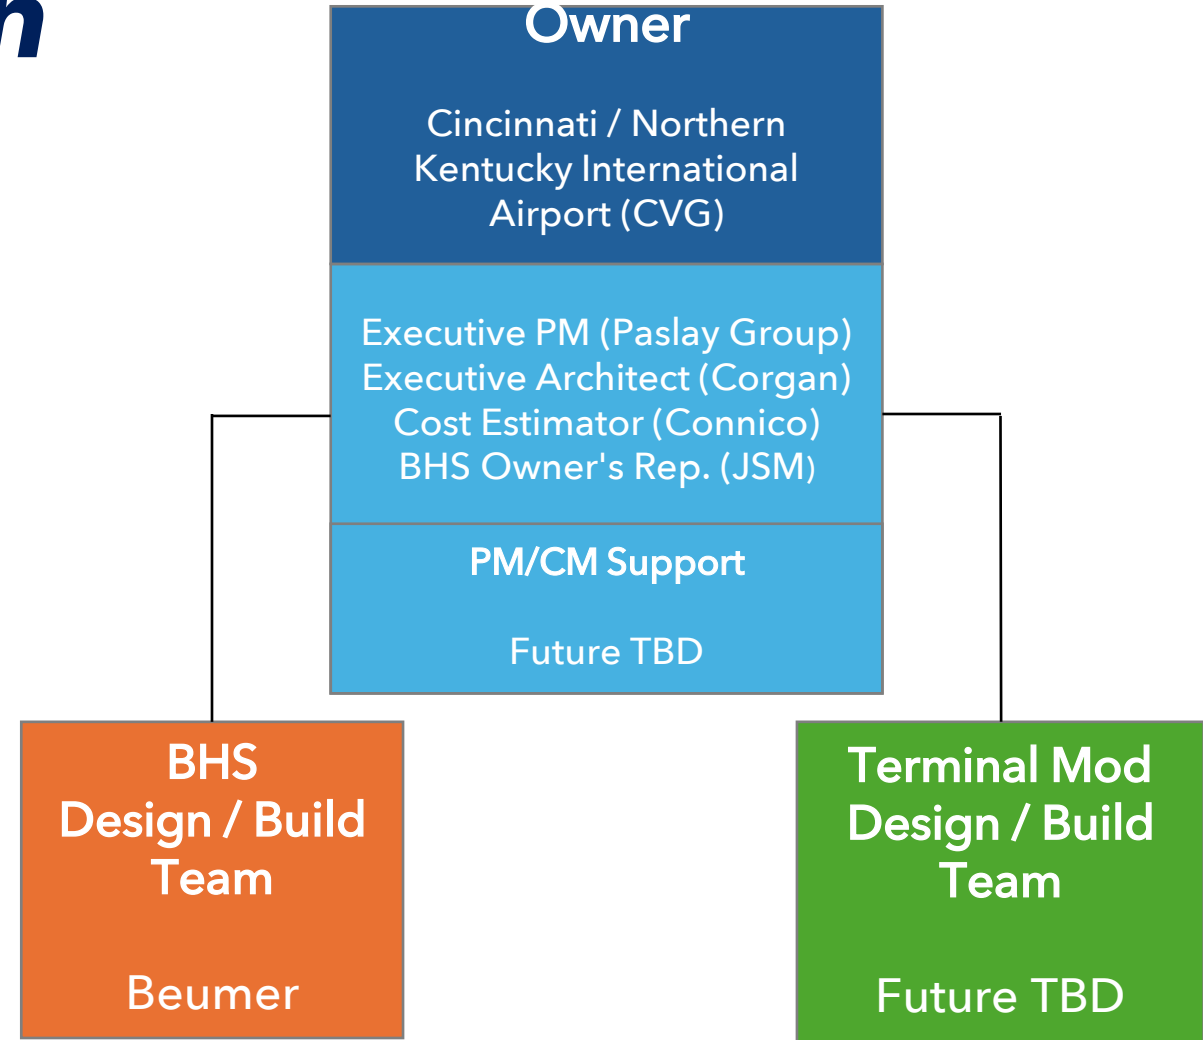 n
Owner
Cincinnati / Northern
Kentucky International
Airport (CVG)
Executive PM (Paslay Group)
Executive Architect (Corgan)
Cost Estimator (Connico)
BHS Owner's Rep. (JSM)
PM/CM Support
Future TBD
BHS
Design / Build
Team
Beumer
Terminal Mod
Design / Build
Team
Future TBD